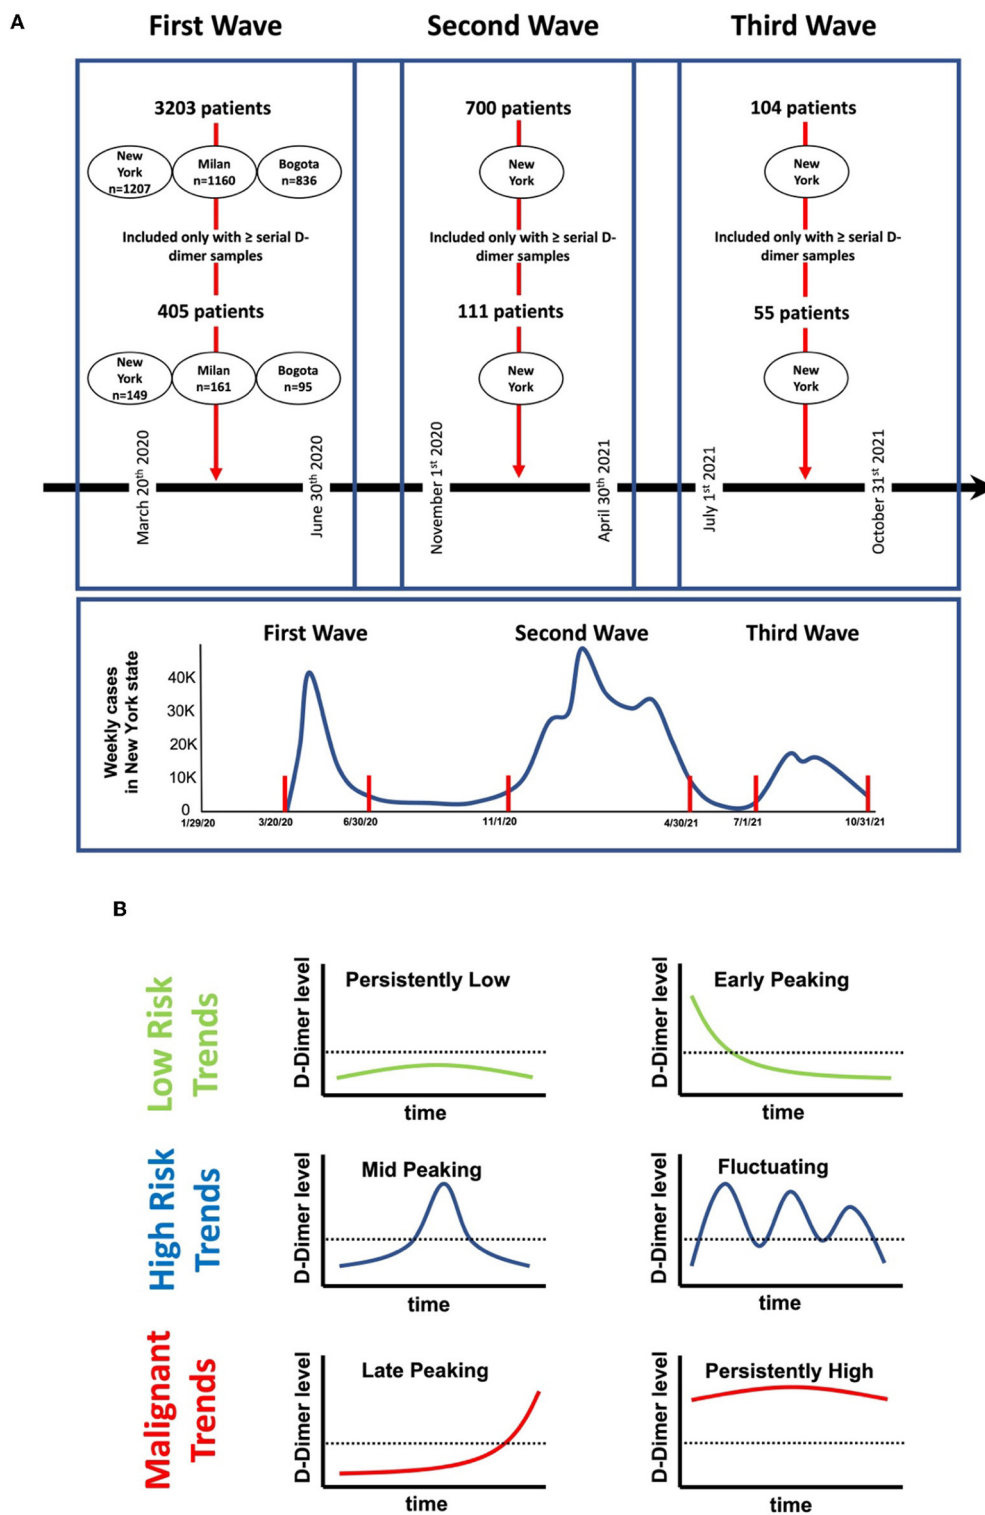 A
First Wave
Second Wave
Third Wave
3203 patients
700 patients
104 patients
New
York
n=1207
Milan
n=1160
Bogota
n=836
New
York
New
York
Included only with ≥ serial D-
dimer samples
Included only with ≥ serial D-
dimer samples
Included only with ≥ serial D-
dimer samples
405 patients
111 patients
55 patients
New
York
n=149
Milan
n=161
Bogota
n=95
New
York
New
York
March 20th 2020
June 30th 2020
November 1st 2020
April 30th 2021
July 1st 2021
October 31st 2021
First Wave
Second Wave
Third Wave
Weekly cases
in New York state
40K
30K
20K
10K
0
1/29/20
3/20/20
6/30/20
11/1/20
4/30/21
7/1/21
10/31/21
B
Low Risk
Trends
D-Dimer level
Persistently Low
time
D-Dimer level
Early Peaking
time
High Risk
Trends
D-Dimer level
Mid Peaking
time
D-Dimer level
Fluctuating
time
Malignant
Trends
D-Dimer level
Late Peaking
time
D-Dimer level
Persistently High
time